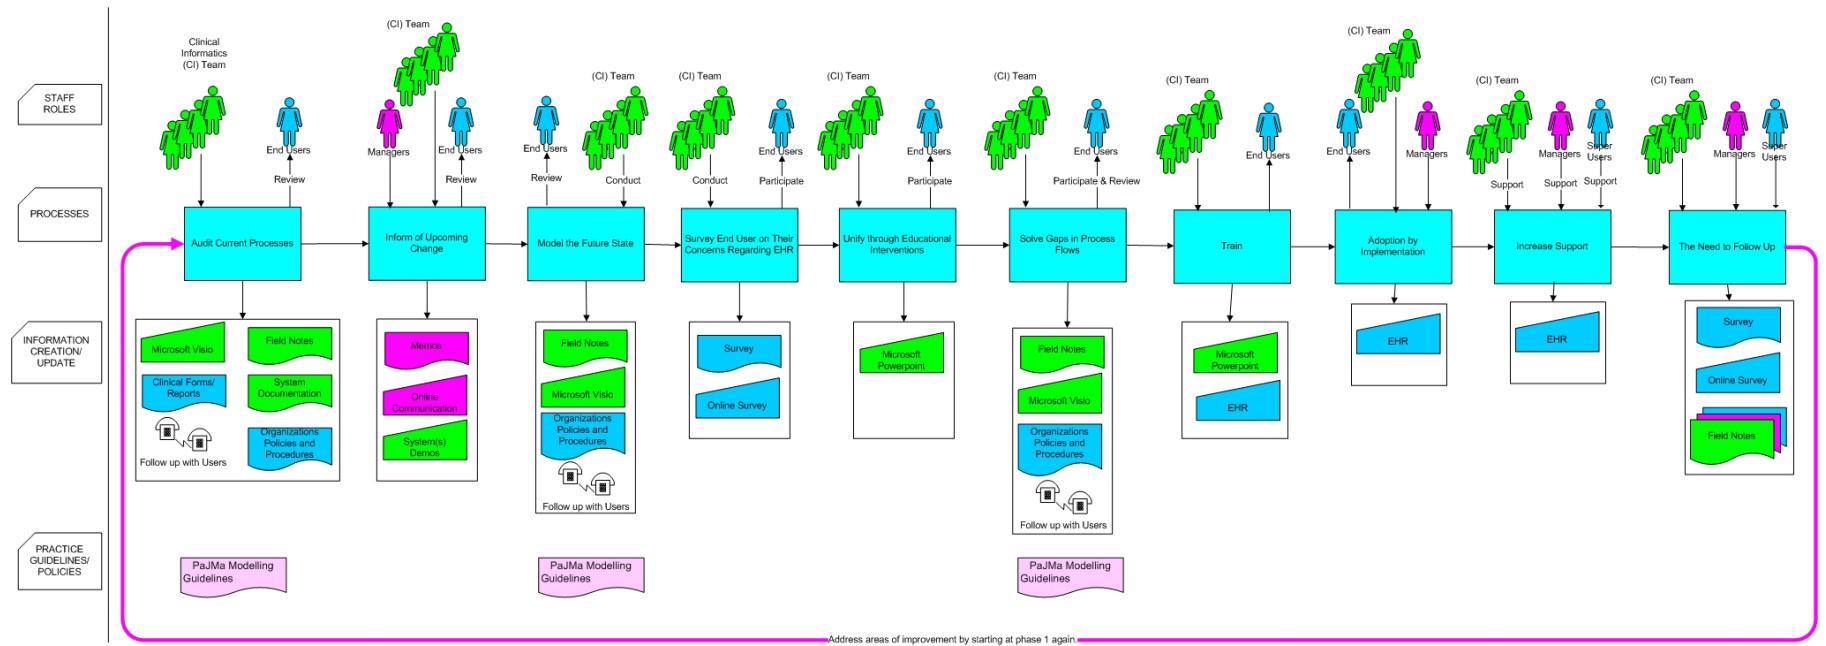 STAFF
ROLES
Clinical
Informatics
(CI) Team
End Users
Review
(CI) Team
Managers
End Users
Review
(CI) Team
End Users
Review
Conduct
(CI) Team
End Users
Conduct
Participate
(CI) Team
End Users
Participate
(CI) Team
End Users
Participate & Review
(CI) Team
End Users
(CI) Team
End Users
Managers
(CI) Team
Managers
Super
Users
Support
Support
Support
(CI) Team
Managers
Super
Users
PROCESSES
Audit Current Processes
Inform of Upcoming
Change
Model the Future State
Survey End User on Their
Concerns Regarding EHR
Unify through Educational
Interventions
Solve Gaps in Process
Flows
Train
Adoption by
Implementation
Increase Support
The Need to Follow Up
INFORMATION
CREATION/
UPDATE
Microsoft Visio
Field Notes
Clinical Forms/
Reports
System
Documentation
Organizations
Policies and
Procedures
Follow up with Users
Memos
Online
Communication
System(s)
Demos
Field Notes
Microsoft Visio
Organizations
Policies and
Procedures
Follow up with Users
Survey
Online Survey
Microsoft
Powerpoint
Field Notes
Microsoft Visio
Organizations
Policies and
Procedures
Follow up with Users
Microsoft
Powerpoint
EHR
EHR
EHR
Survey
Online Survey
Field Notes
PRACTICE
GUIDELINES/
POLICIES
PaJMa Modelling
Guidelines
PaJMa Modelling
Guidelines
PaJMa Modelling
Guidelines
Address areas of improvement by starting at phase 1 again.